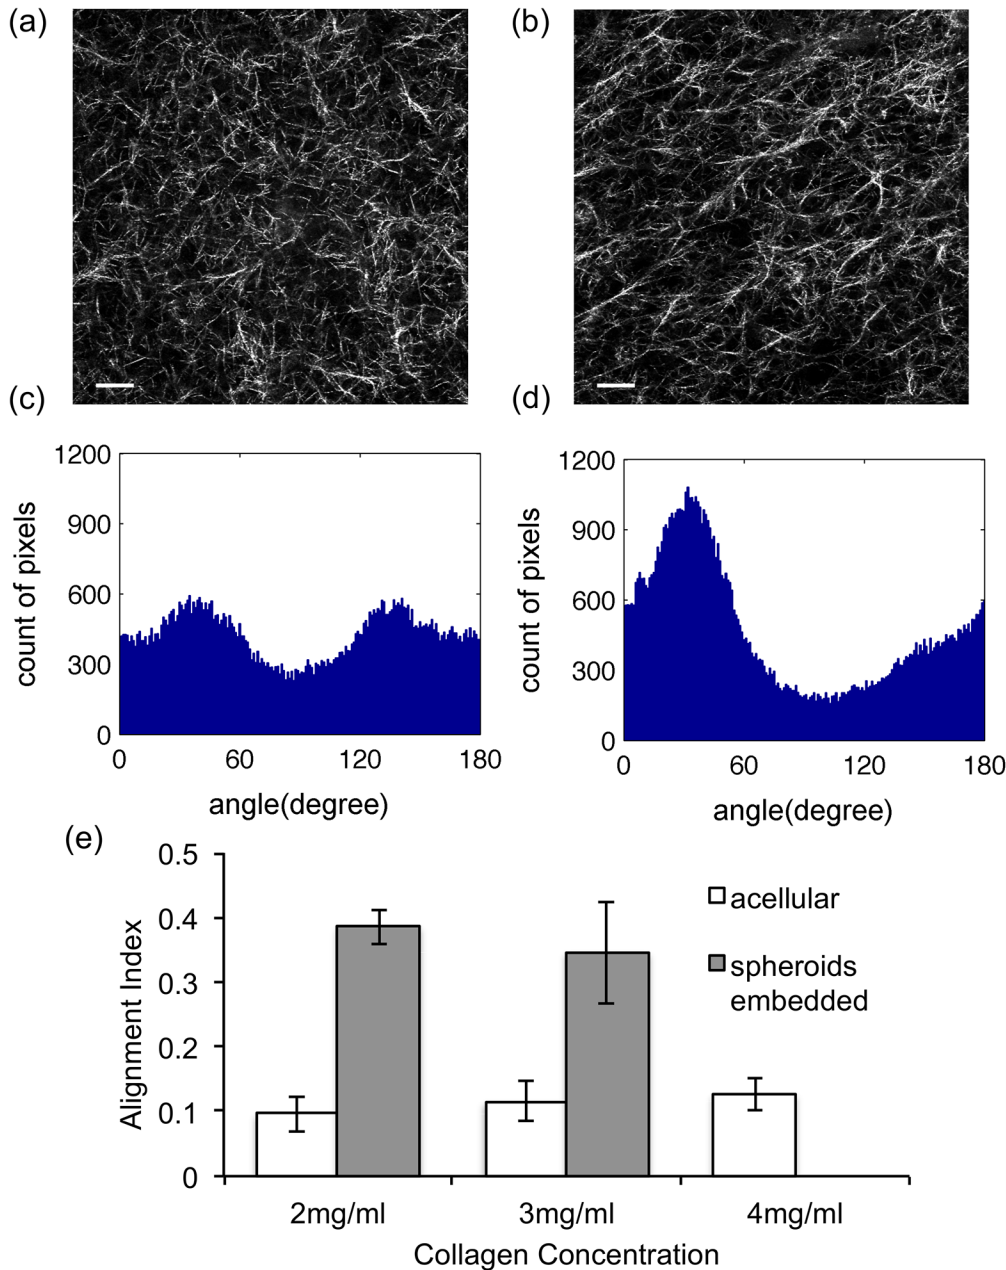 (a)
(b)
(c)
(d)
1200
900
600
300
0
count of pixels
0
60
120
180
angle(degree)
1200
900
600
300
0
count of pixels
0
60
120
180
angle(degree)
(e)
0.5
0.4
0.3
0.2
0.1
0
Alignment Index
acellular
spheroids
embedded
2mg/ml
3mg/ml
4mg/ml
Collagen Concentration